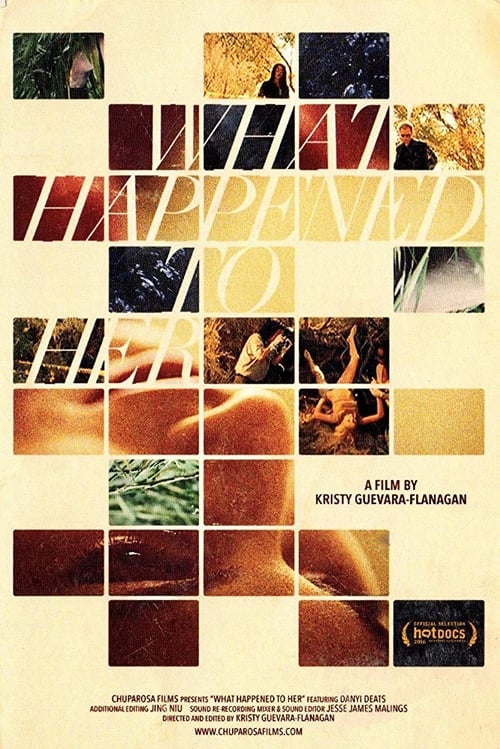 WHAT
HAPPENED
TO
HER
A FILM BY
KRISTY GUEVARA-FLANAGAN
OFFICIAL SELECTION
hotDOCS
2016
CHUPAROSA FILMS PRESENTS "WHAT HAPPENED TO HER" FEATURING DANYI DEATS
ADDITIONAL EDITING JING NIU SOUND RE-RECORDING MIXER & SOUND EDITOR JESSE JAMES MALINGS
DIRECTED AND EDITED BY KRISTY GUEVARA-FLANAGAN
WWW.CHUPAROSAFILMS.COM